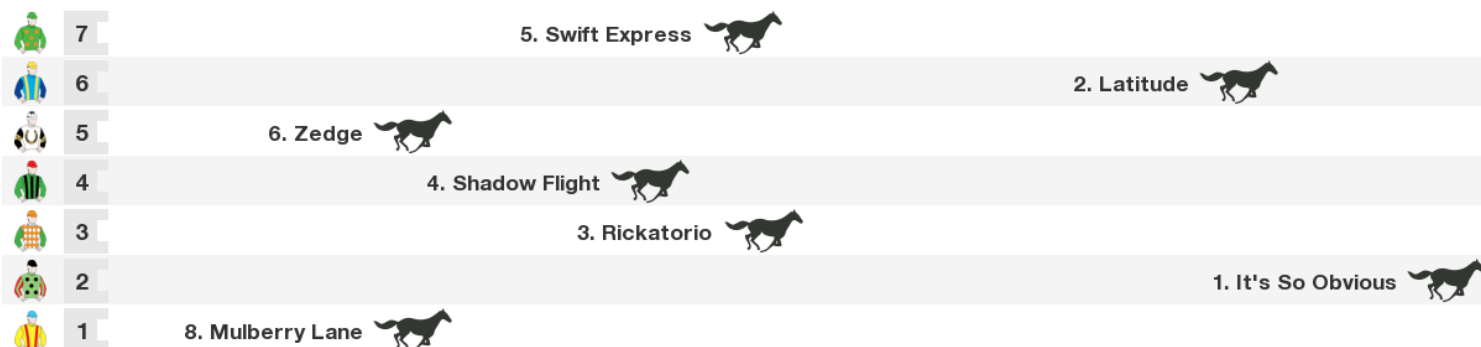 7 5. Swift Express
6 2. Latitude
5 6. Zedge
4 4. Shadow Flight
3 3. Rickatorio
2 1. It's So Obvious
1 8. Mulberry Lane